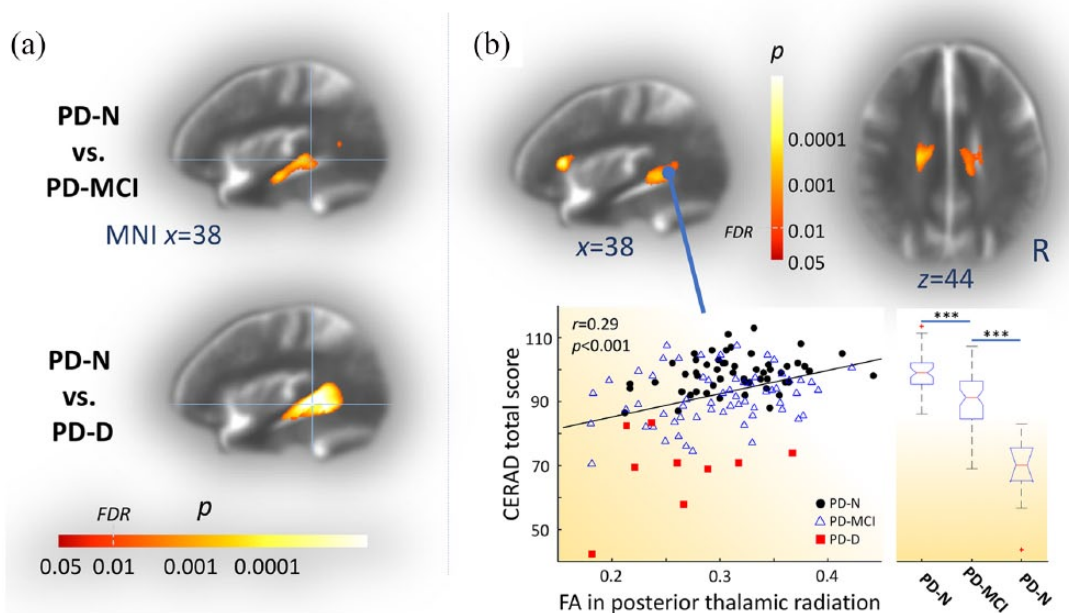 (a)
PD-N
vs.
PD-MCI
MNI x=38
PD-N
vs.
PD-D
FDR
p
0.05 0.01 0.001 0.0001
(b)
p
0.0001
0.001
FDR
0.01
0.05
x=38
z=44
R
r=0.29
p<0.001
CERAD total score
110
90
70
50
PD-N
PD-MCI
PD-D
0.2 0.3 0.4
FA in posterior thalamic radiation
***
***
PD-N
PD-MCI
PD-N